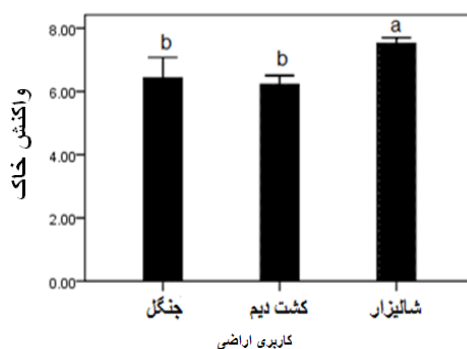 واکنش خاک
8.00
6.00
4.00
2.00
0.00
b
b
a
جنگل
کشت دیم
شالیزار
کاربری اراضی